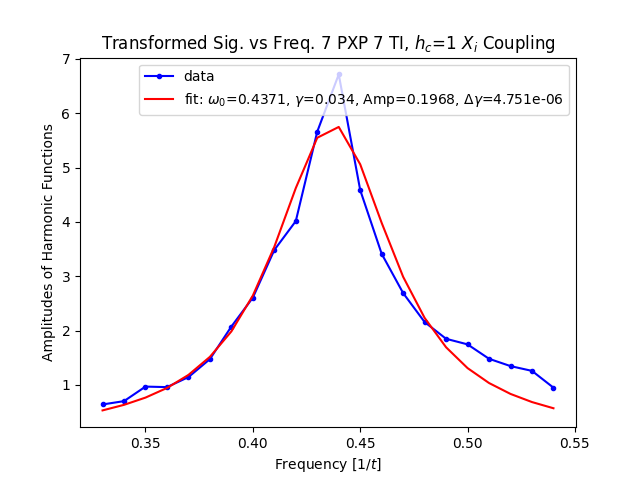 Transformed Sig. vs Freq. 7 PXP 7 TI, $h_c$=1 $X_i$ Coupling
data
fit: $\omega_0$=0.4371, $\gamma$=0.034, Amp=0.1968, $\Delta\gamma$=4.751e-06
Amplitudes of Harmonic Functions
7
6
5
4
3
2
1
0.35 0.40 0.45 0.50 0.55
Frequency [1/$t$]